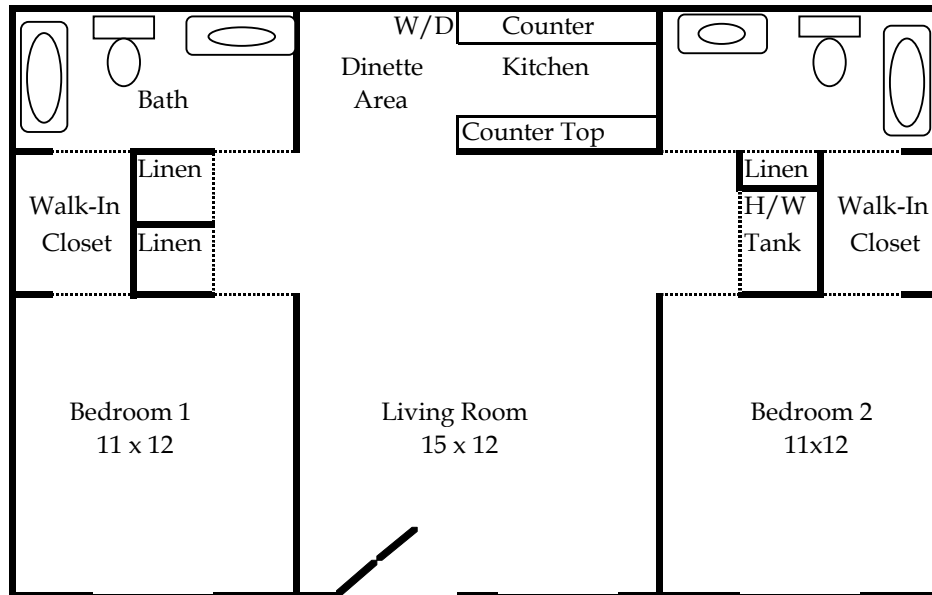 W/D
Counter
Dinette
Area
Kitchen
Bath
Counter Top
Linen
Linen
Walk-In
Closet
Linen
H/W
Tank
Walk-In
Closet
Bedroom 1
11 x 12
Living Room
15 x 12
Bedroom 2
11x12